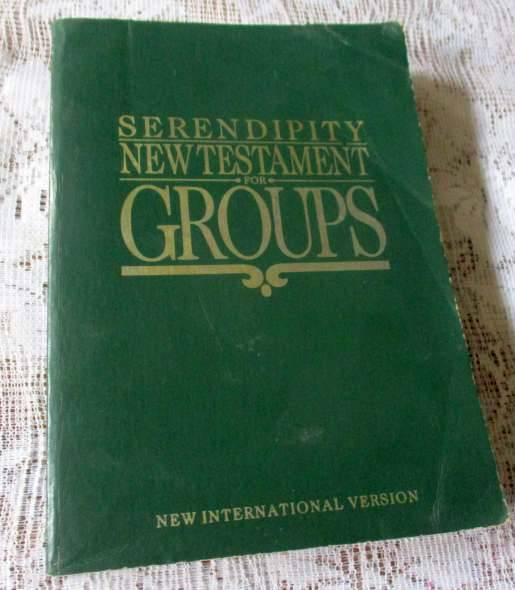 SERENDIPITY
NEW TESTAMENT
FOR
GROUPS
NEW INTERNATIONAL VERSION